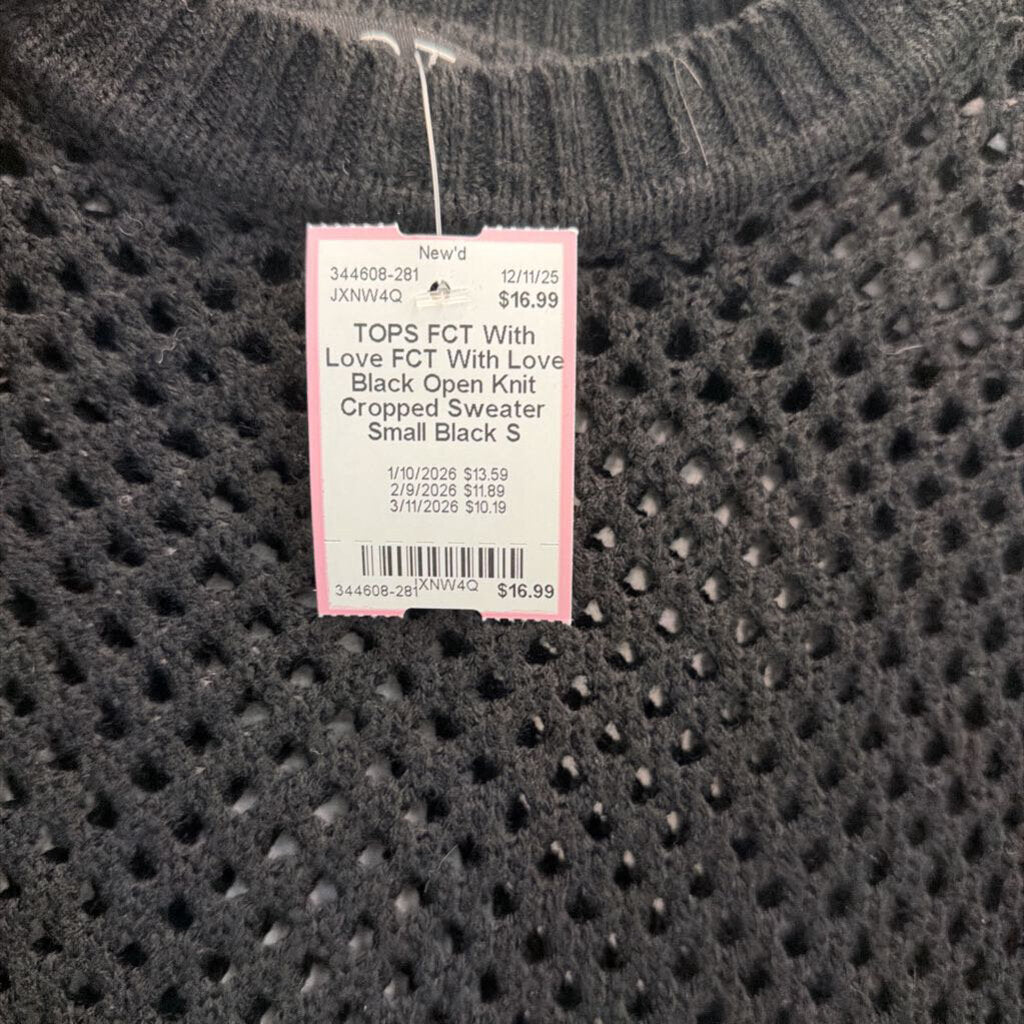 New'd
344608-281 12/11/25
JXNW4Q $16.99
TOPS FCT With
Love FCT With Love
Black Open Knit
Cropped Sweater
Small Black S
1/10/2026 $13.59
2/9/2026 $11.89
3/11/2026 $10.19
344608-281 JXNW4Q $16.99